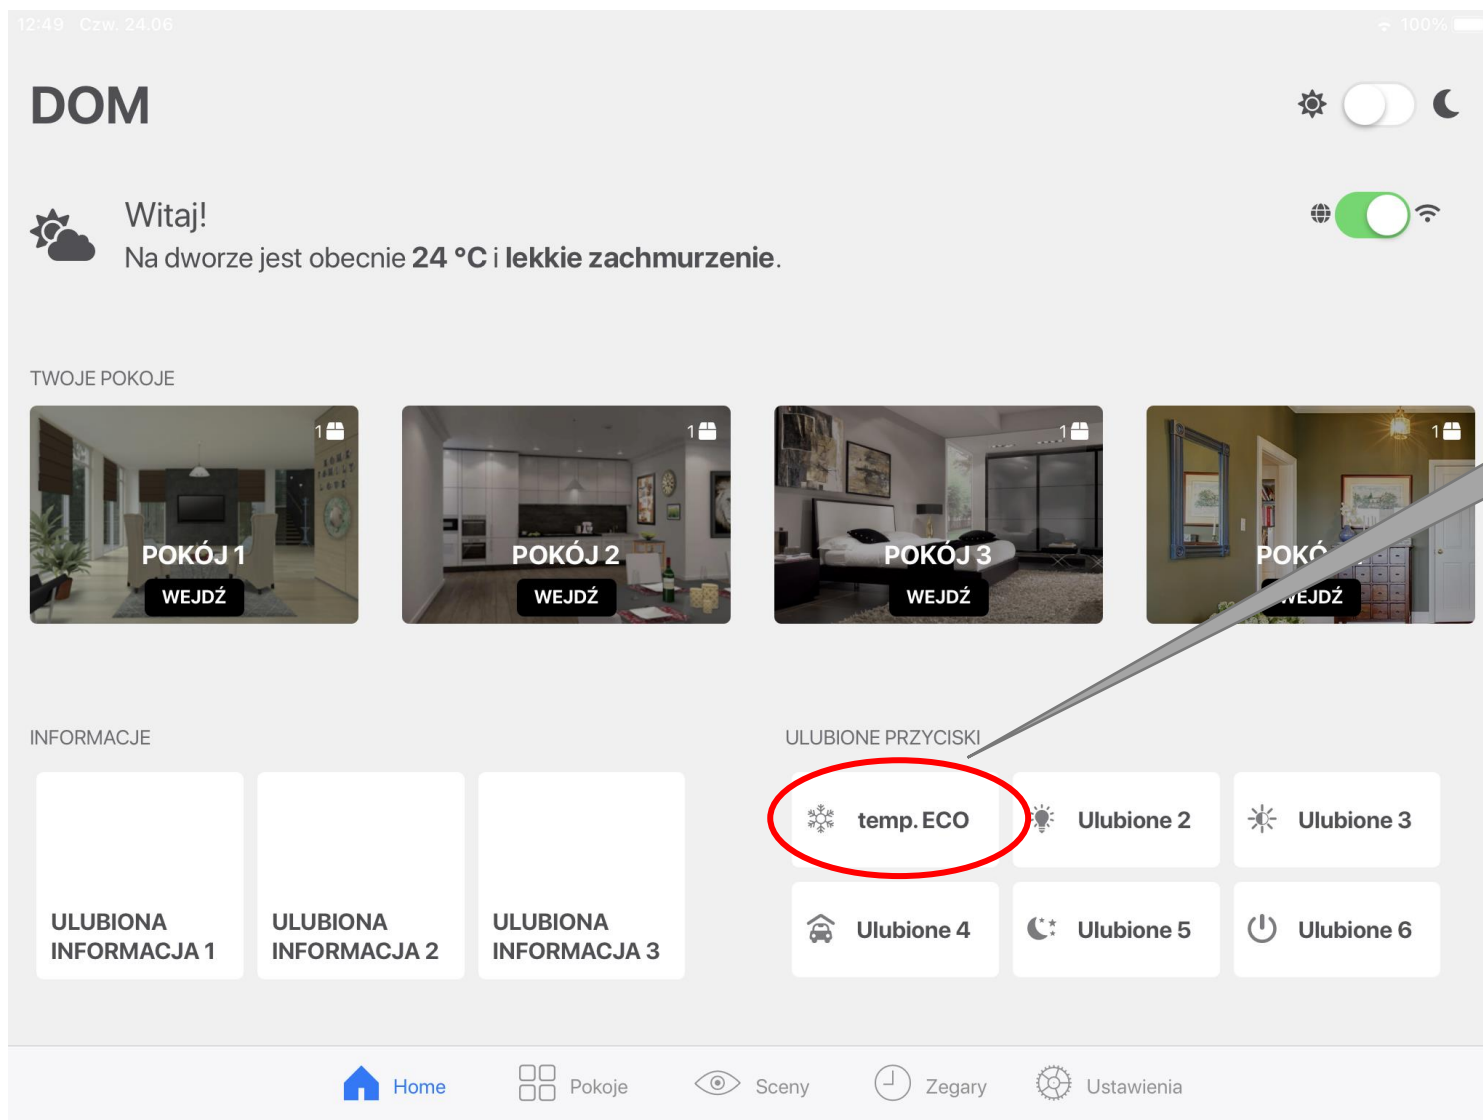 12:49 Czw. 24.06
100%
DOM
Witaj!
Na dworze jest obecnie 24 °C i lekkie zachmurzenie.
TWOJE POKOJE
1
1
1
1
HOME
FAMILY
LOVE
POKÓJ 1
POKÓJ 2
POKÓJ 3
WEJDŹ
WEJDŹ
WEJDŹ
WEJDŹ
INFORMACJE
ULUBIONE PRZYCISKI
temp. ECO
Ulubione 2
Ulubione 3
ULUBIONA
INFORMACJA 1
ULUBIONA
INFORMACJA 2
ULUBIONA
INFORMACJA 3
Ulubione 4
Ulubione 5
Ulubione 6
Home
Pokoje
Sceny
Zegary
Ustawienia